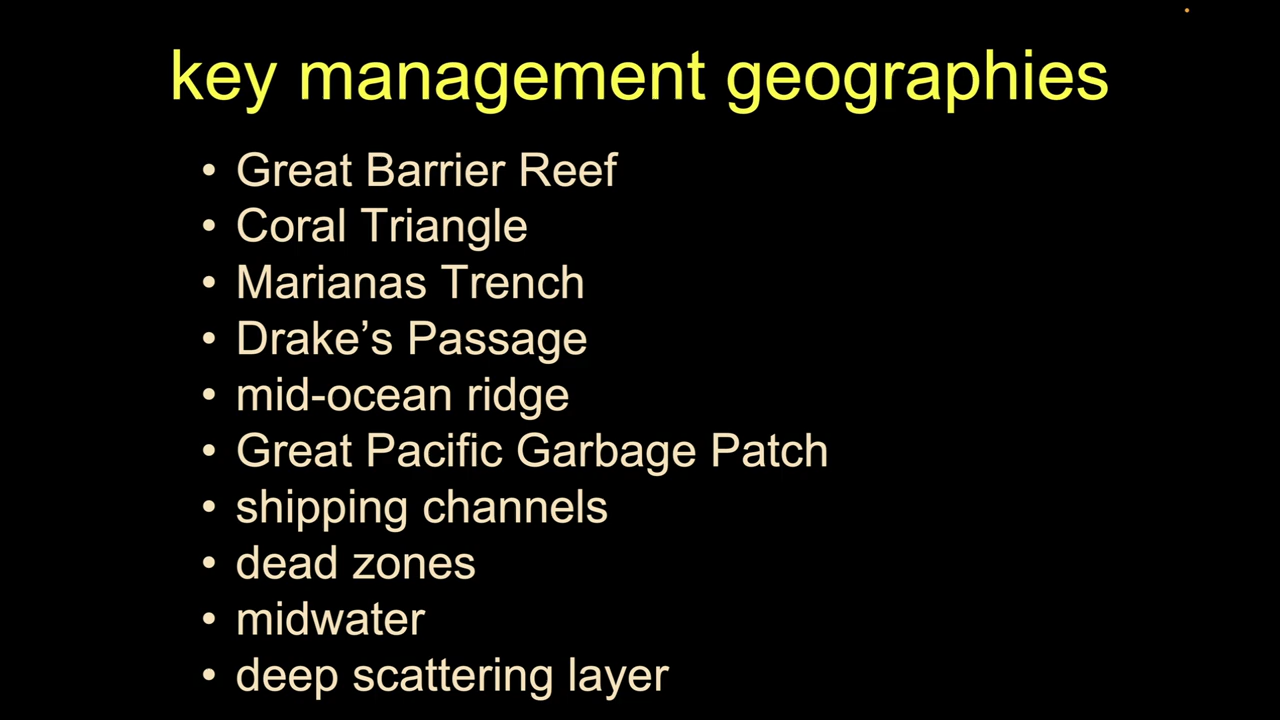 key management geographies
• Great Barrier Reef
• Coral Triangle
• Marianas Trench
• Drake’s Passage
• mid-ocean ridge
• Great Pacific Garbage Patch
• shipping channels
• dead zones
• midwater
• deep scattering layer